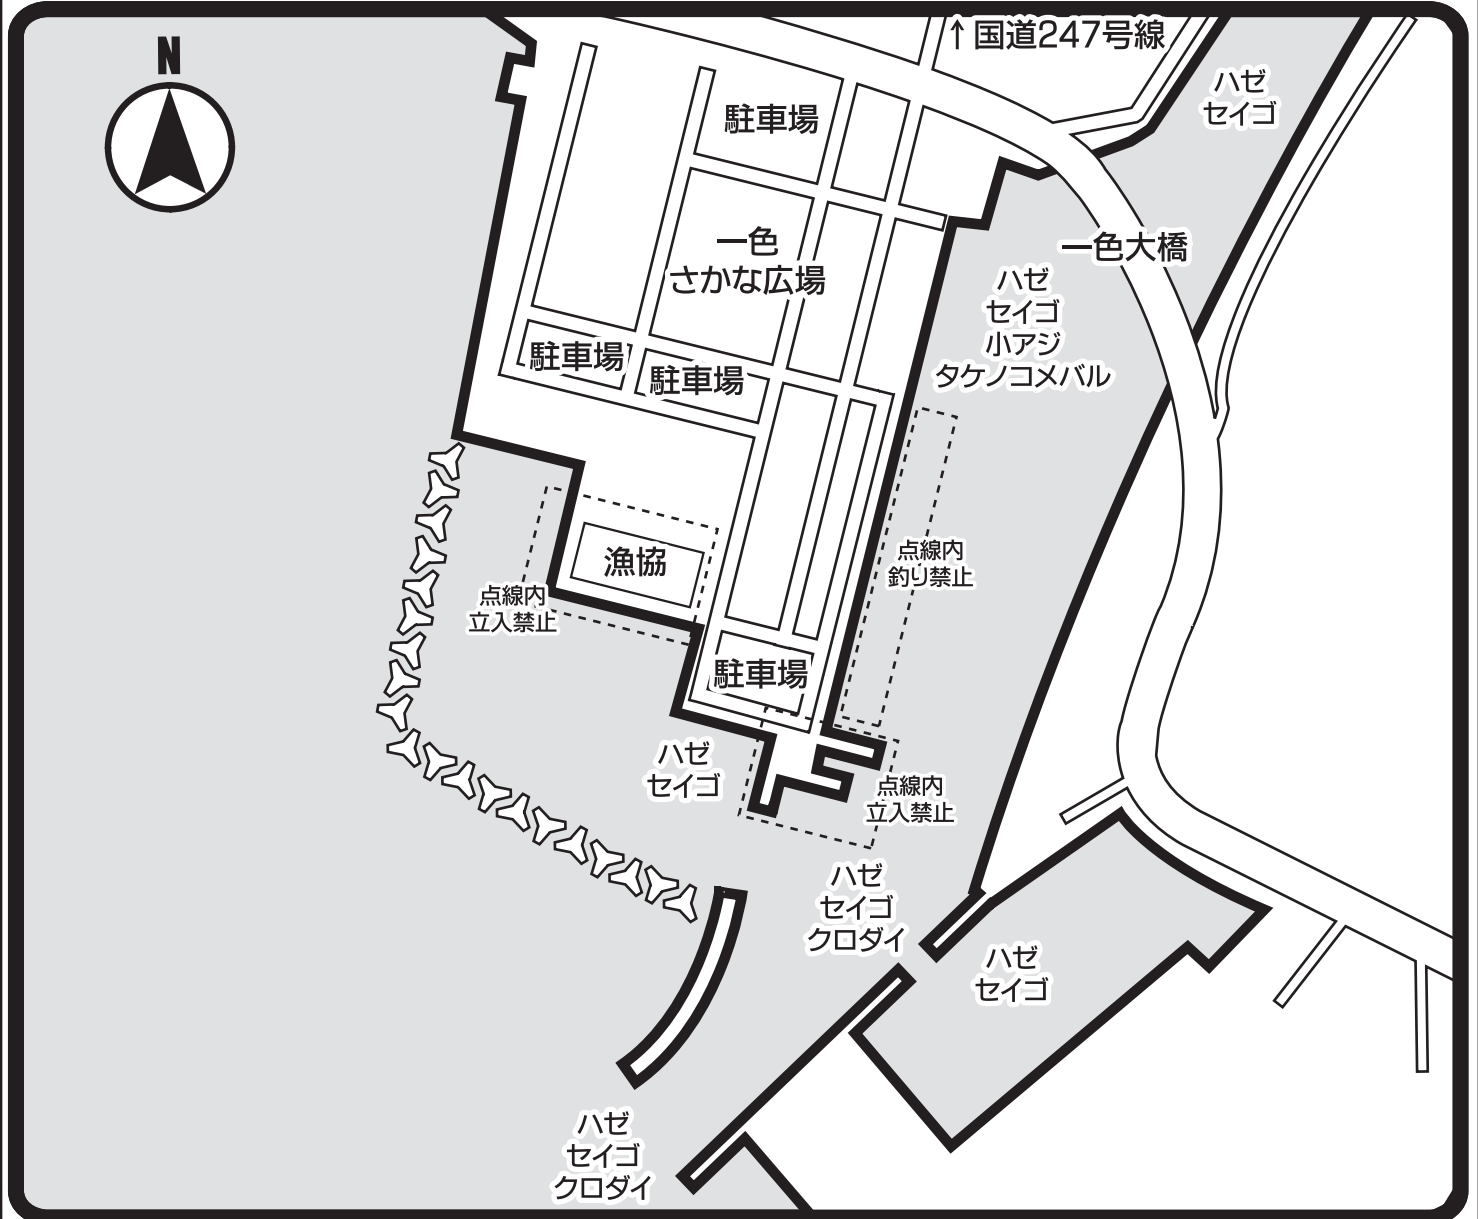 N
↑国道247号線
ハゼ
セイゴ
駐車場
一色
さかな広場
一色大橋
ハゼ
セイゴ
小アジ
タケノコメバル
駐車場
駐車場
漁協
点線内
釣り禁止
点線内
立入禁止
駐車場
ハゼ
セイゴ
点線内
立入禁止
ハゼ
セイゴ
クロダイ
ハゼ
セイゴ
ハゼ
セイゴ
クロダイ